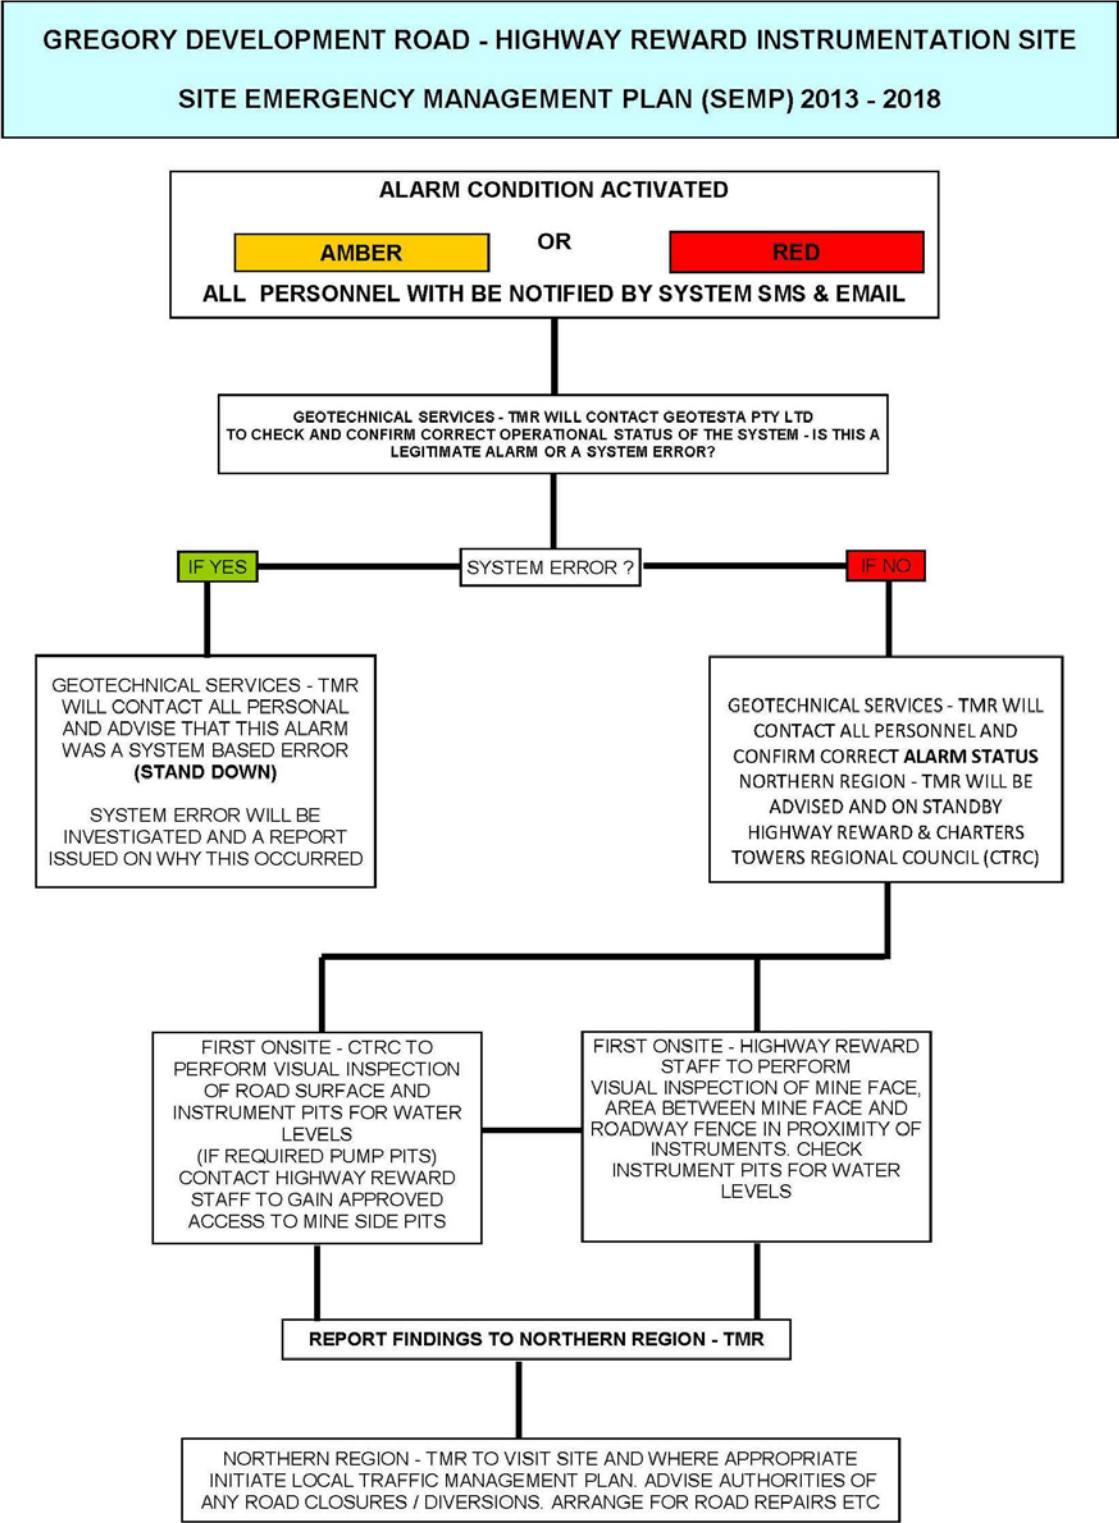 GREGORY DEVELOPMENT ROAD - HIGHWAY REWARD INSTRUMENTATION SITE
SITE EMERGENCY MANAGEMENT PLAN (SEMP) 2013 - 2018
ALARM CONDITION ACTIVATED
AMBER
OR
RED
ALL PERSONNEL WITH BE NOTIFIED BY SYSTEM SMS & EMAIL
GEOTECHNICAL SERVICES - TMR WILL CONTACT GEOTESTA PTY LTD
TO CHECK AND CONFIRM CORRECT OPERATIONAL STATUS OF THE SYSTEM - IS THIS A
LEGITIMATE ALARM OR A SYSTEM ERROR?
IF YES
SYSTEM ERROR ?
IF NO
GEOTECHNICAL SERVICES - TMR
WILL CONTACT ALL PERSONAL
AND ADVISE THAT THIS ALARM
WAS A SYSTEM BASED ERROR
(STAND DOWN)
SYSTEM ERROR WILL BE
INVESTIGATED AND A REPORT
ISSUED ON WHY THIS OCCURRED
GEOTECHNICAL SERVICES - TMR WILL
CONTACT ALL PERSONNEL AND
CONFIRM CORRECT ALARM STATUS
NORTHERN REGION - TMR WILL BE
ADVISED AND ON STANDBY
HIGHWAY REWARD & CHARTERS
TOWERS REGIONAL COUNCIL (CTRC)
FIRST ONSITE - CTRC TO
PERFORM VISUAL INSPECTION
OF ROAD SURFACE AND
INSTRUMENT PITS FOR WATER
LEVELS
(IF REQUIRED PUMP PITS)
CONTACT HIGHWAY REWARD
STAFF TO GAIN APPROVED
ACCESS TO MINE SIDE PITS
FIRST ONSITE - HIGHWAY REWARD
STAFF TO PERFORM
VISUAL INSPECTION OF MINE FACE,
AREA BETWEEN MINE FACE AND
ROADWAY FENCE IN PROXIMITY OF
INSTRUMENTS. CHECK
INSTRUMENT PITS FOR WATER
LEVELS
REPORT FINDINGS TO NORTHERN REGION - TMR
NORTHERN REGION - TMR TO VISIT SITE AND WHERE APPROPRIATE
INITIATE LOCAL TRAFFIC MANAGEMENT PLAN. ADVISE AUTHORITIES OF
ANY ROAD CLOSURES / DIVERSIONS. ARRANGE FOR ROAD REPAIRS ETC